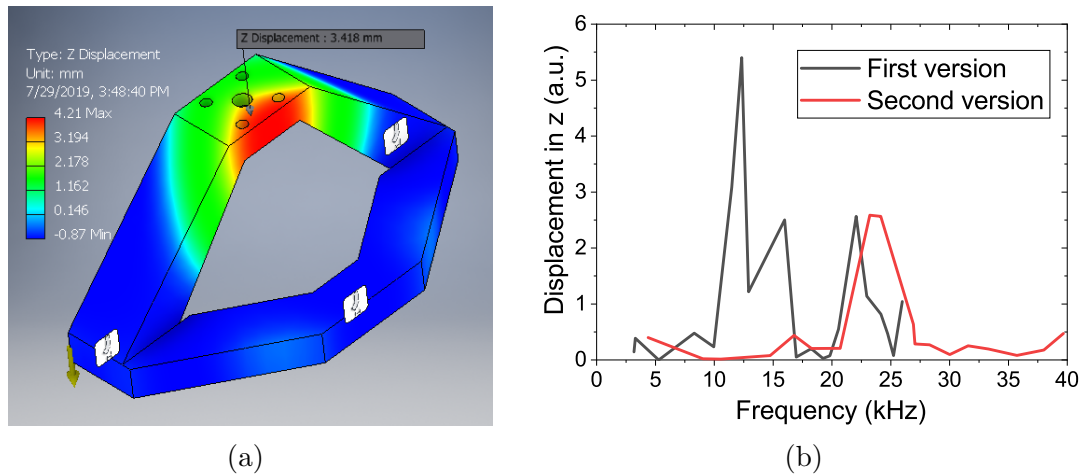 Z Displacement : 3.418 mm
Type: Z Displacement
Unit: mm
7/29/2019, 3:48:40 PM
4.21 Max
3.194
2.178
1.162
0.146
-0.87 Min
(a)
Displacement in z (a.u.)
6
5
4
3
2
1
0
First version
Second version
0 5 10 15 20 25 30 35 40
Frequency (kHz)
(b)